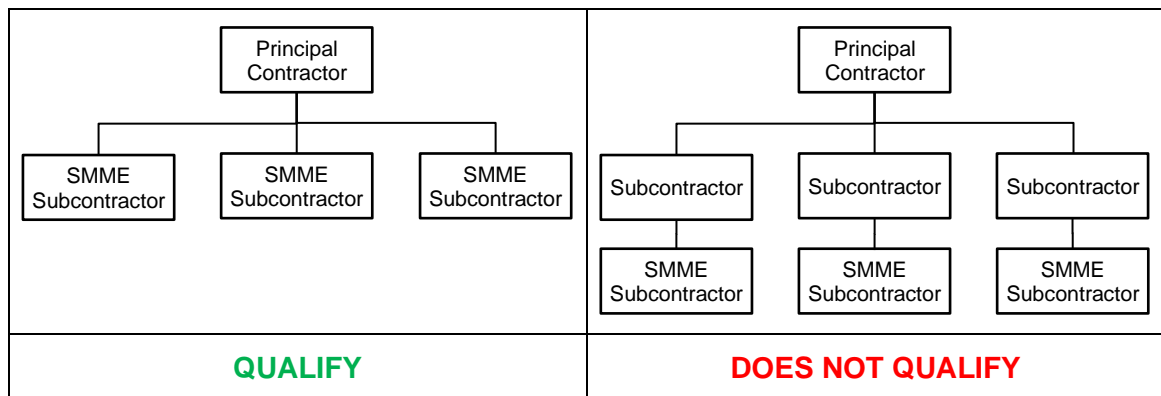 Principal
Contractor
SMME
Subcontractor
SMME
Subcontractor
SMME
Subcontractor
QUALIFY
Principal
Contractor
Subcontractor
Subcontractor
Subcontractor
SMME
Subcontractor
SMME
Subcontractor
SMME
Subcontractor
DOES NOT QUALIFY